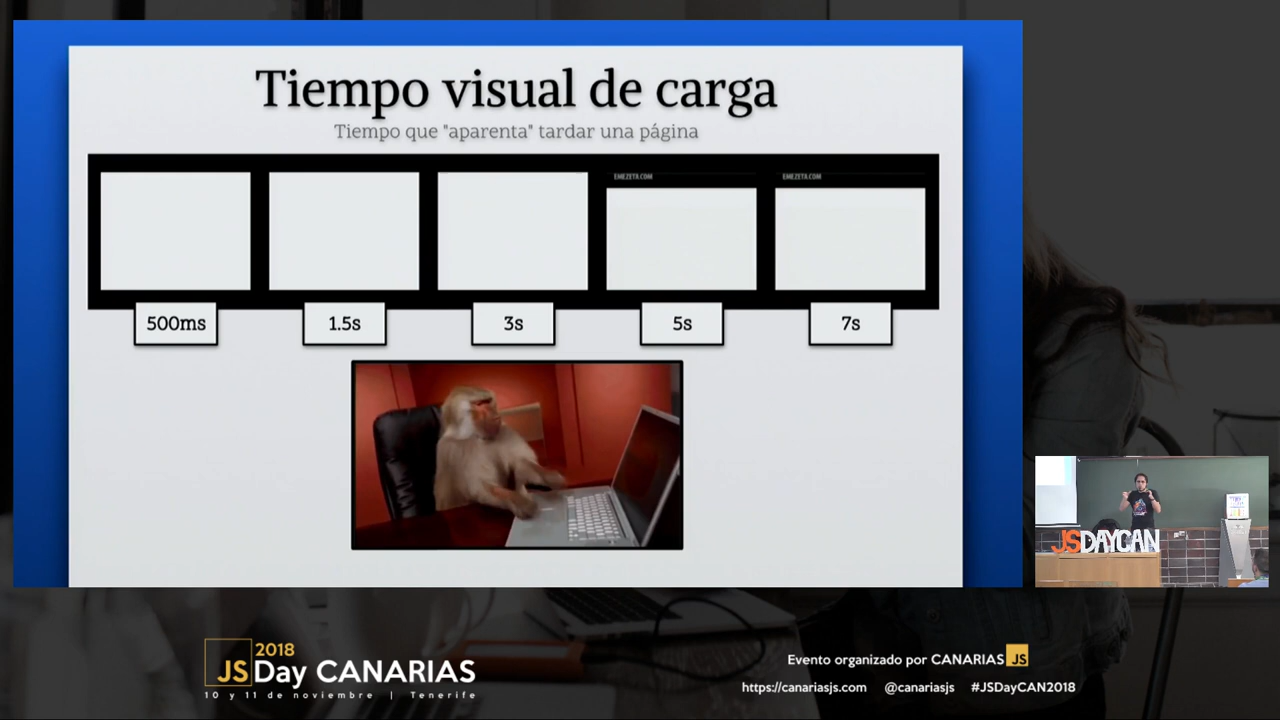 Tiempo visual de carga
Tiempo que "aparenta" tardar una página
EMEZETA.COM
EMEZETA.COM
500ms
1.5s
3s
5s
7s
JSDAYCAN
2018
JSDay CANARIAS
10 y 11 de noviembre | Tenerife
Evento organizado por CANARIAS JS
https://canariasjs.com @canariasjs #JSDayCAN2018